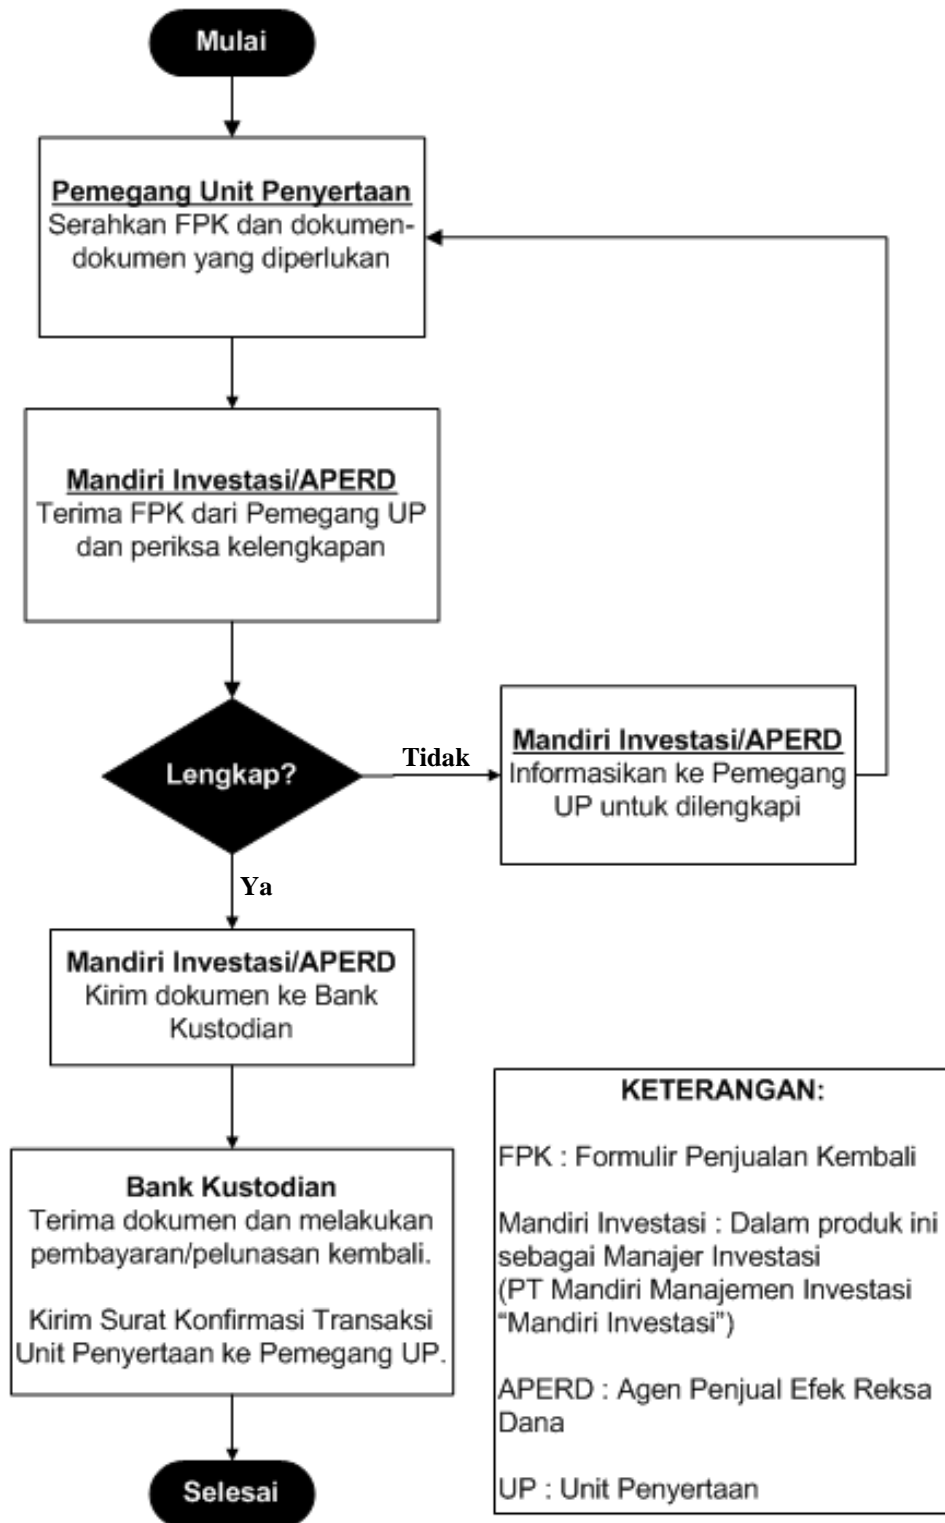 Mulai
Pemegang Unit Penyertaan
Serahkan FPK dan dokumen-
dokumen yang diperlukan
Mandiri Investasi/APERD
Terima FPK dari Pemegang UP
dan periksa kelengkapan
Lengkap?
Tidak
Mandiri Investasi/APERD
Informasikan ke Pemegang
UP untuk dilengkapi
Ya
Mandiri Investasi/APERD
Kirim dokumen ke Bank
Kustodian
Bank Kustodian
Terima dokumen dan melakukan
pembayaran/pelunasan kembali.
Kirim Surat Konfirmasi Transaksi
Unit Penyertaan ke Pemegang UP.
Selesai
KETERANGAN:
FPK : Formulir Penjualan Kembali
Mandiri Investasi : Dalam produk ini
sebagai Manajer Investasi
(PT Mandiri Manajemen Investasi
“Mandiri Investasi”)
APERD : Agen Penjual Efek Reksa
Dana
UP : Unit Penyertaan